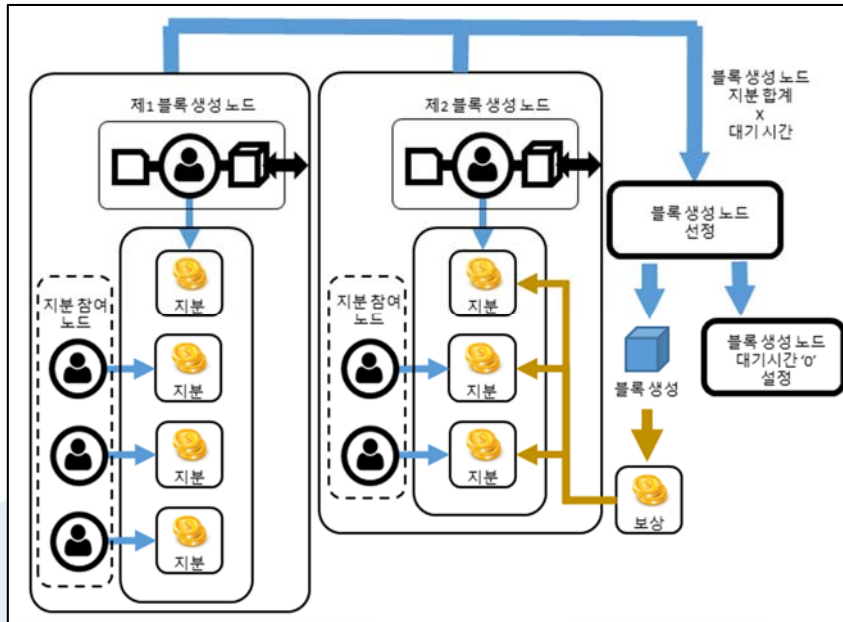 제1 블록 생성 노드
지분
지분 참여
노드
지분
지분
지분
제2 블록 생성 노드
지분
지분 참여
노드
지분
지분
블록 생성 노드
지분 합계
X
대기 시간
블록 생성 노드
선정
블록 생성
블록 생성 노드
대기시간 '0'
설정
보상